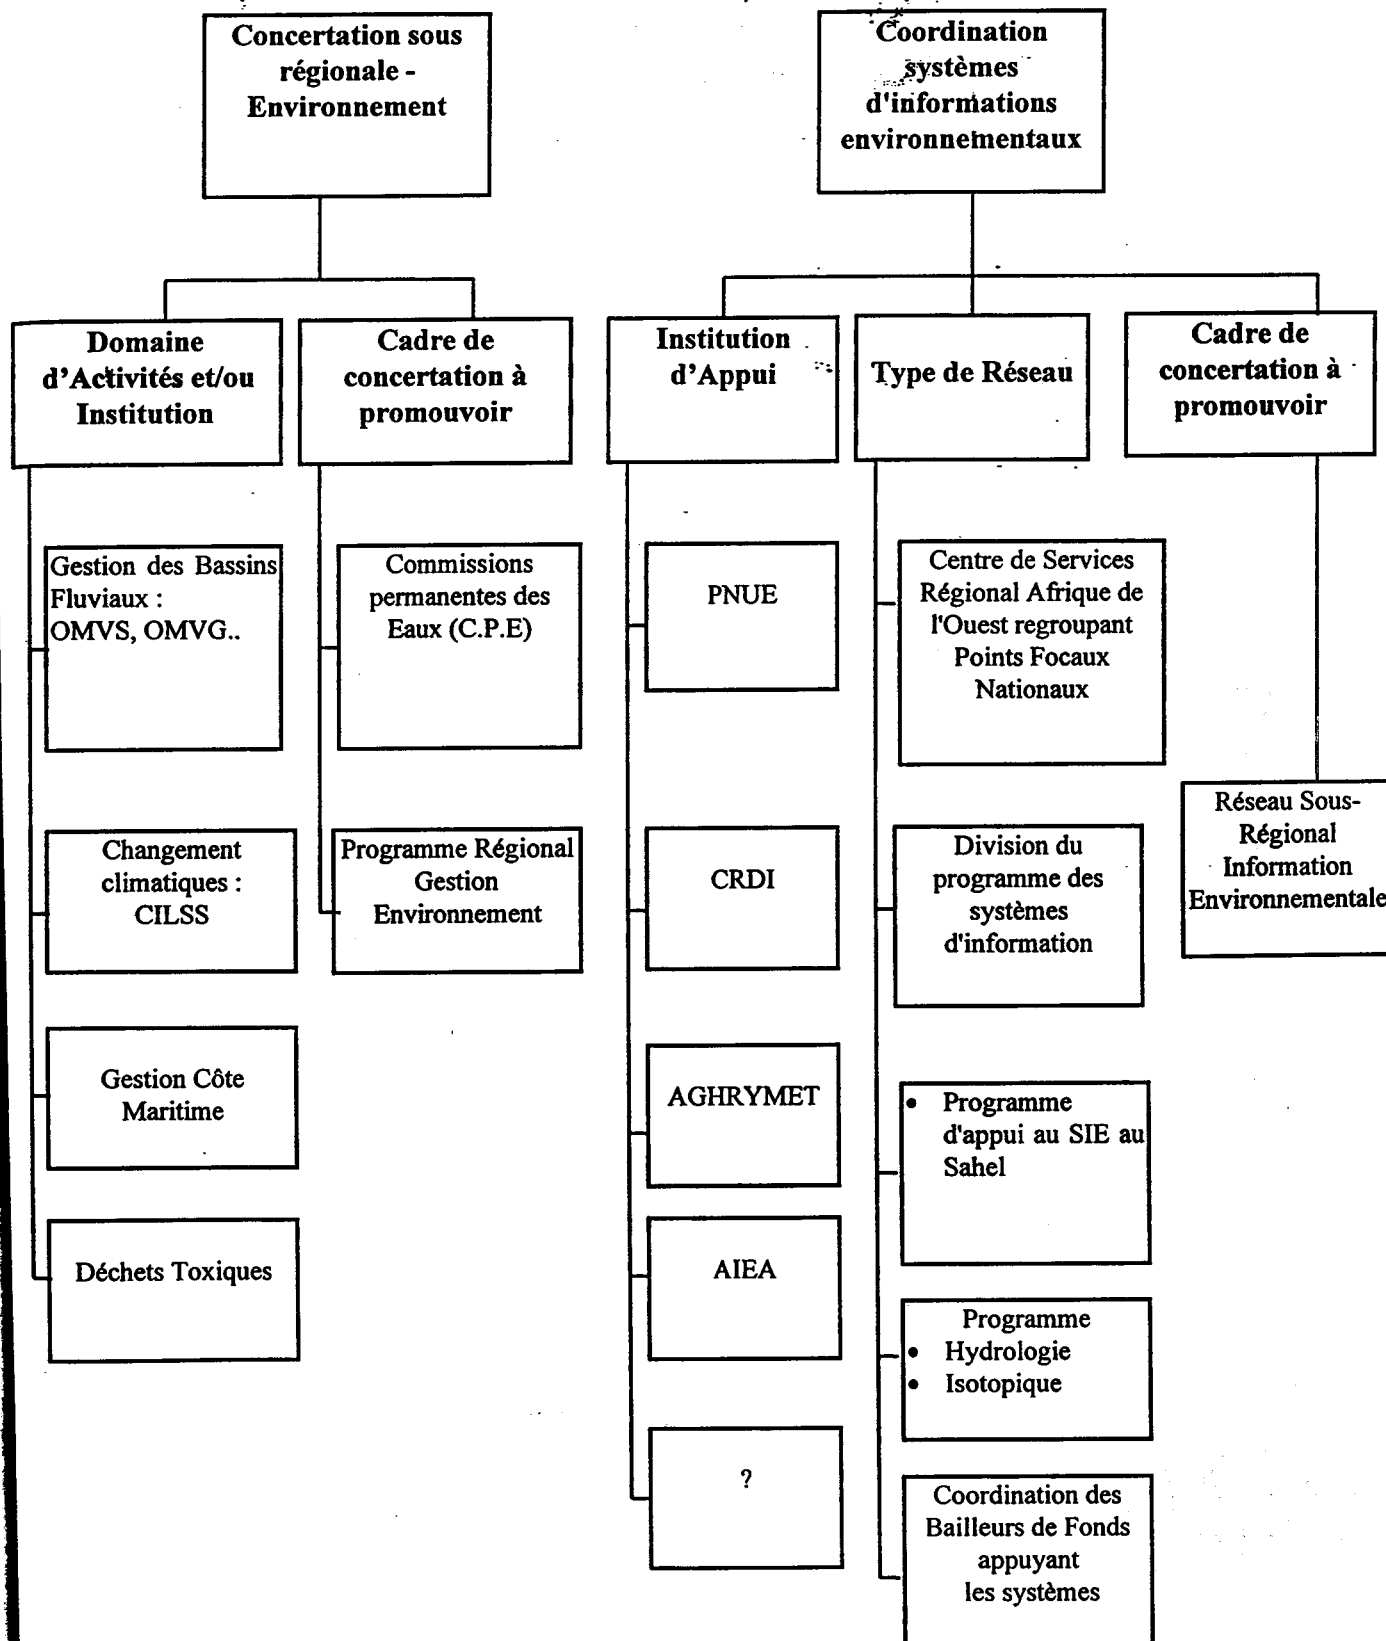 Concertation sous
régionale -
Environnement
Coordination
systèmes
d'informations
environnementaux
Domaine
d'Activités et/ou
Institution
Cadre de
concertation à
promouvoir
Institution
d'Appui
Type de Réseau
Cadre de
concertation à
promouvoir
Gestion des Bassins
Fluviaux :
OMVS, OMVG..
Changement
climatiques :
CILSS
Gestion Côte
Maritime
Déchets Toxiques
Commissions
permanentes des
Eaux (C.P.E)
Programme Régional
Gestion
Environnement
PNUE
CRDI
AGHRYMET
AIEA
?
Centre de Services
Régional Afrique de
l'Ouest regroupant
Points Focaux
Nationaux
Division du
programme des
systèmes
d'information
• Programme
d'appui au SIE au
Sahel
Programme
• Hydrologie
• Isotopique
Coordination des
Bailleurs de Fonds
appuyant
les systèmes
Réseau Sous-
Régional
Information
Environnementale